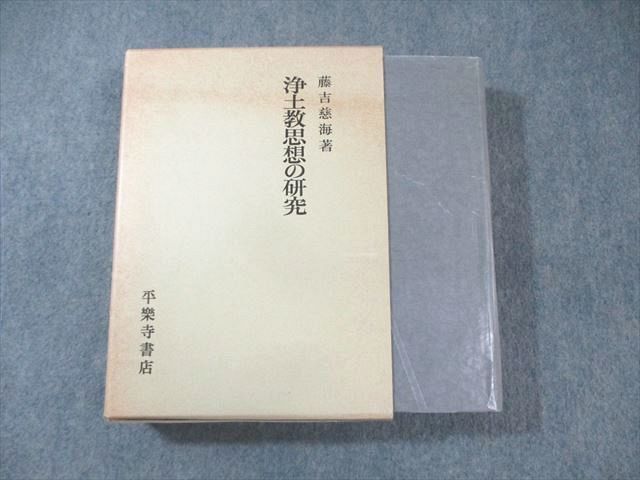 藤吉慈海著
浄土教思想の研究
平樂寺書店